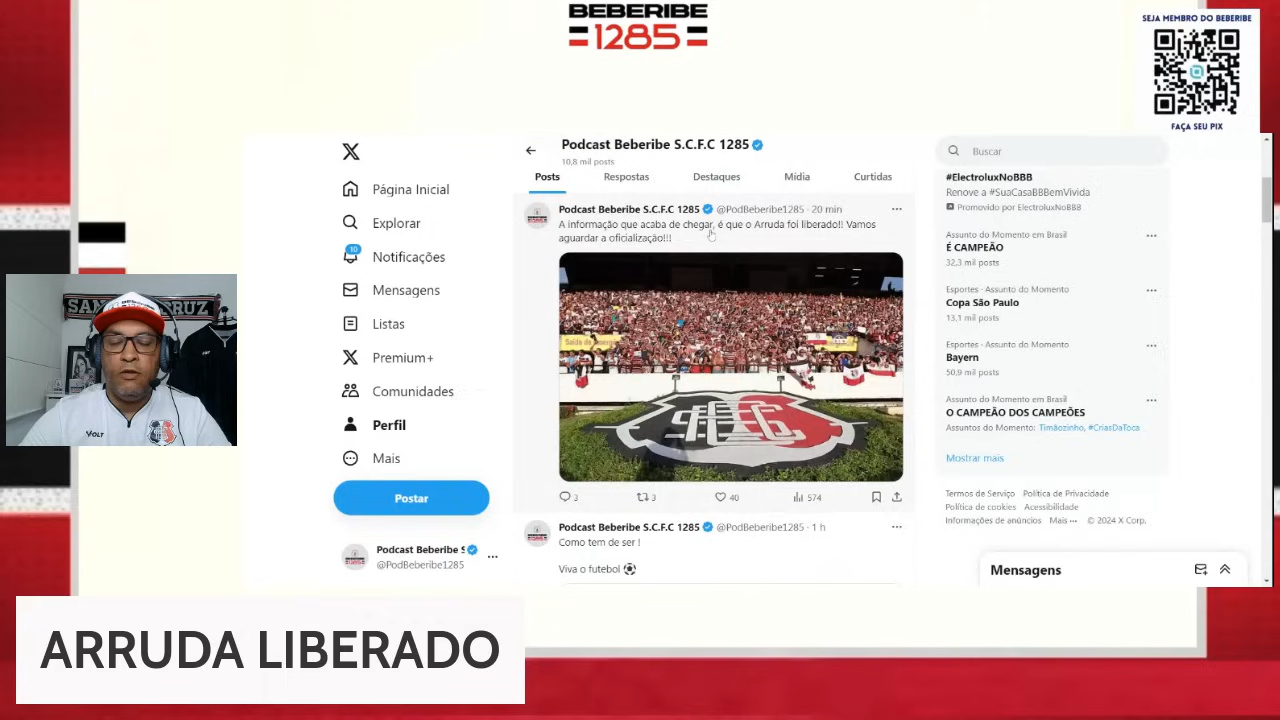 BEBERIBE
1285
SEJA MEMBRO DO BEBERIBE
FAÇA SEU PIX
Podcast Beberibe S.C.F.C 1285
10,8 mil posts
Posts
Respostas
Destaques
Mídia
Curtidas
Página Inicial
Explorar
10
Notificações
Mensagens
Listas
Premium+
Comunidades
Perfil
Mais
Postar
Podcast Beberibe S
@PodBeberibe1285
Podcast Beberibe S.C.F.C 1285 @PodBeberibe1285 · 20 min
A informação que acaba de chegar, é que o Arruda foi liberado!! Vamos
aguardar a oficialização!!!
3
3
40
574
Podcast Beberibe S.C.F.C 1285 @PodBeberibe1285 · 1 h
Como tem de ser !
Viva o futebol
Buscar
#ElectroluxNoBBB
Renove a #SuaCasaBBBemVivida
Promovido por ElectroluxNoBBB
Assunto do Momento em Brasil
É CAMPEÃO
32,3 mil posts
Esportes · Assunto do Momento
Copa São Paulo
13,1 mil posts
Esportes · Assunto do Momento
Bayern
50,9 mil posts
Assunto do Momento em Brasil
O CAMPEÃO DOS CAMPEÕES
Assuntos do Momento: Timãozinho, #CriasDaToca
Mostrar mais
Termos de Serviço Política de Privacidade
Política de cookies Acessibilidade
Informações de anúncios Mais ··· © 2024 X Corp.
Mensagens
VOLT
ARRUDA LIBERADO